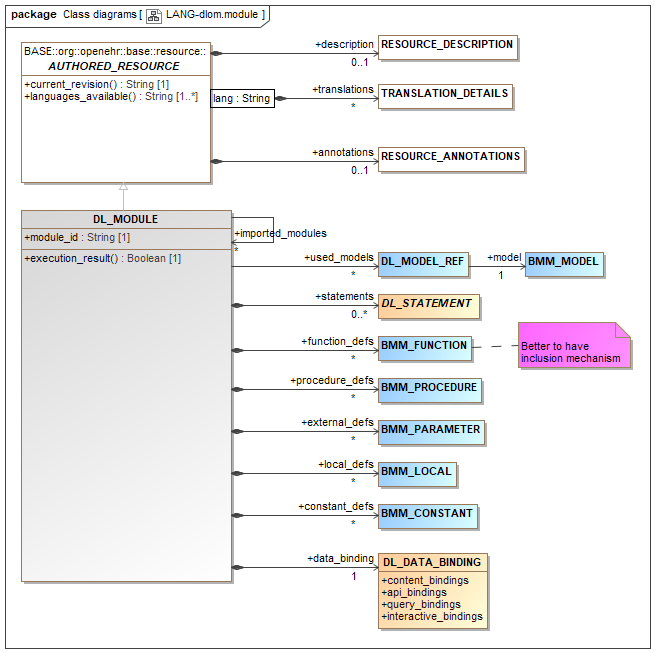 package Class diagrams [ LANG-dlom.module ]
BASE::org::openehr::base::resource::
AUTHORED_RESOURCE
+current_revision() : String [1]
+languages_available() : String [1..*]
+description
0..1
RESOURCE_DESCRIPTION
lang : String
+translations
*
TRANSLATION_DETAILS
+annotations
0..1
RESOURCE_ANNOTATIONS
DL_MODULE
+module_id : String [1]
+execution_result() : Boolean [1]
+imported_modules
*
+used_models
*
DL_MODEL_REF
+model
1
BMM_MODEL
+statements
0..*
DL_STATEMENT
+function_defs
*
BMM_FUNCTION
Better to have
inclusion mechanism
+procedure_defs
*
BMM_PROCEDURE
+external_defs
*
BMM_PARAMETER
+local_defs
*
BMM_LOCAL
+constant_defs
*
BMM_CONSTANT
+data_binding
1
DL_DATA_BINDING
+content_bindings
+api_bindings
+query_bindings
+interactive_bindings